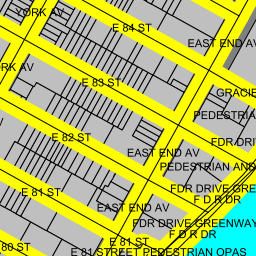 YORK AV
E 84 ST
EAST END AV
RK AV
E 83 ST
GRACIE
PEDESTRIA
E 82 ST
FDR DRI
EAST END AV
PEDESTRIAN AND
E 81 ST
FDR DRIVE GRE
F D R DR
EAST END AV
FDR DRIVE GREENWAY
F D R DR
80 ST
E 81 ST
E 81 STREET PEDESTRIAN OPAS